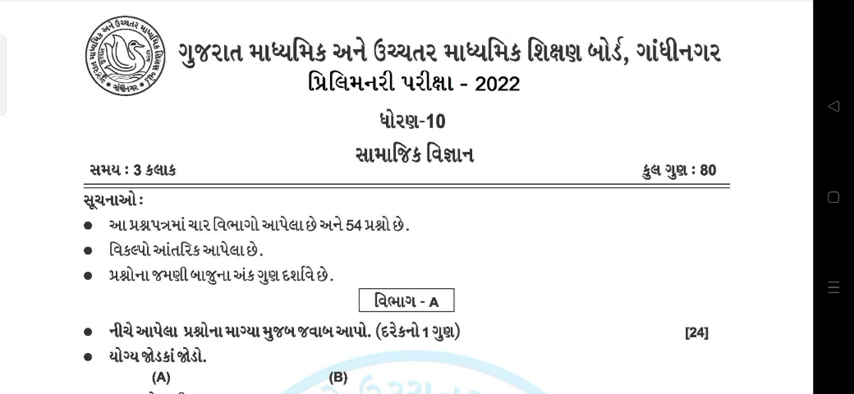 ગુજરાત માધ્યમિક અને ઉચ્ચતર માધ્યમિક શિક્ષણ બોર્ડ, ગાંધીનગર
પ્રિલિમનરી પરીક્ષા - 2022
ધોરણ-10
સામાજિક વિજ્ઞાન
સમય : 3 કલાક કુલ ગુણ : 80
સૂચનાઓ :
● આ પ્રશ્નપત્રમાં ચાર વિભાગો આપેલા છે અને 54 પ્રશ્નો છે.
● વિકલ્પો આંતરિક આપેલા છે.
● પ્રશ્નોના જમણી બાજુના અંક ગુણ દર્શાવે છે.
વિભાગ - A
● નીચે આપેલા પ્રશ્નોના માગ્યા મુજબ જવાબ આપો. (દરેકનો 1 ગુણ) [24]
● યોગ્ય જોડકાં જોડો.
(A) (B)